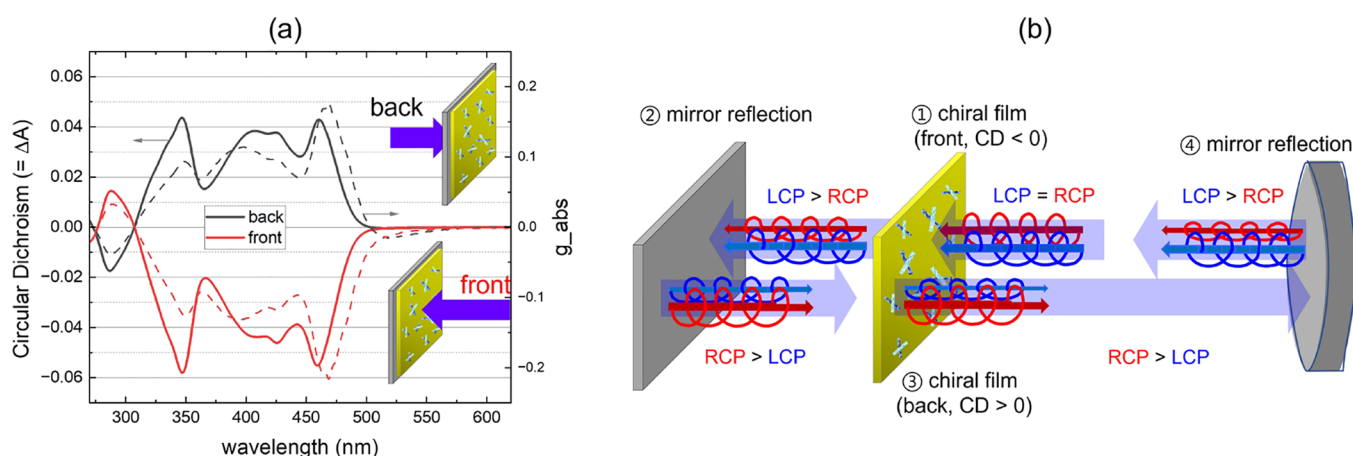 (a)
Circular Dichroism (= ΔA)
0.06
0.04
0.02
0.00
−0.02
−0.04
−0.06
300
350
400
450
500
550
600
wavelength (nm)
0.2
0.1
0.0
-0.1
-0.2
g_abs
back
back
front
front
(b)
② mirror reflection
① chiral film
(front, CD < 0)
④ mirror reflection
LCP > RCP
LCP = RCP
LCP > RCP
RCP > LCP
RCP > LCP
③ chiral film
(back, CD > 0)